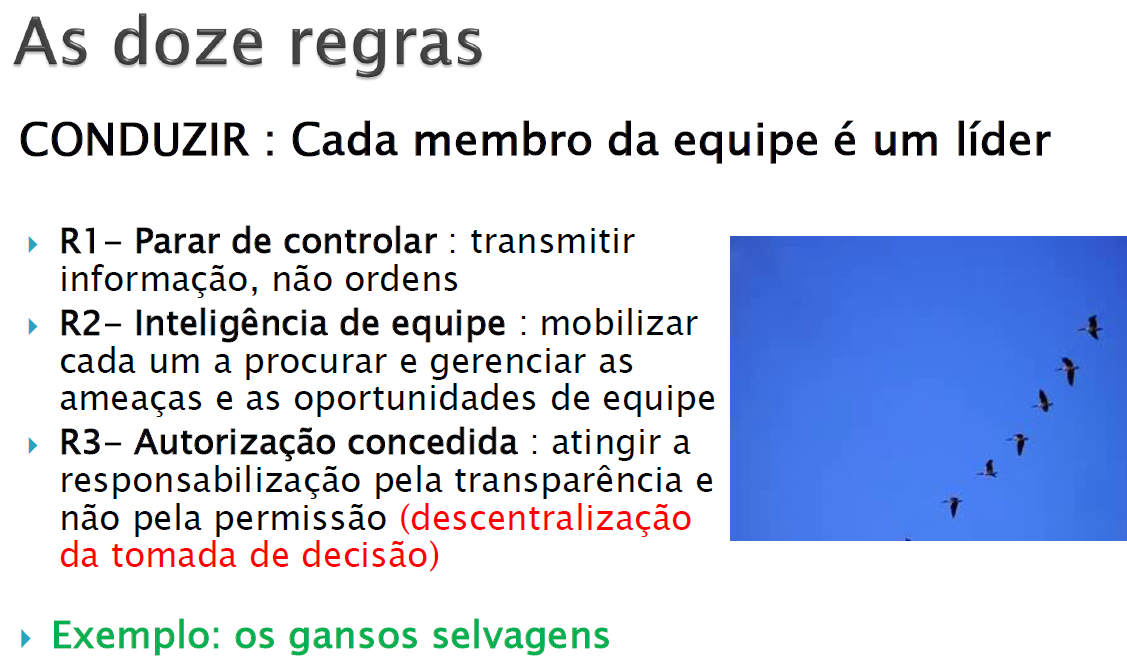 As doze regras
CONDUZIR : Cada membro da equipe é um líder
R1- Parar de controlar : transmitir
informação, não ordens
R2- Inteligência de equipe : mobilizar
cada um a procurar e gerenciar as
ameaças e as oportunidades de equipe
R3- Autorização concedida : atingir a
responsabilização pela transparência e
não pela permissão (descentralização
da tomada de decisão)
Exemplo: os gansos selvagens